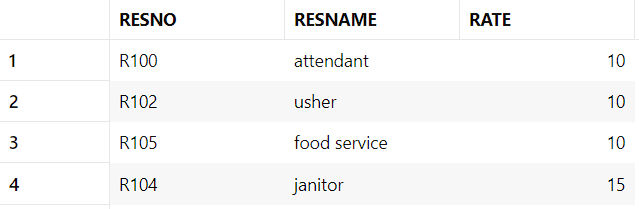 RESNO RESNAME RATE
1 R100 attendant 10
2 R102 usher 10
3 R105 food service 10
4 R104 janitor 15